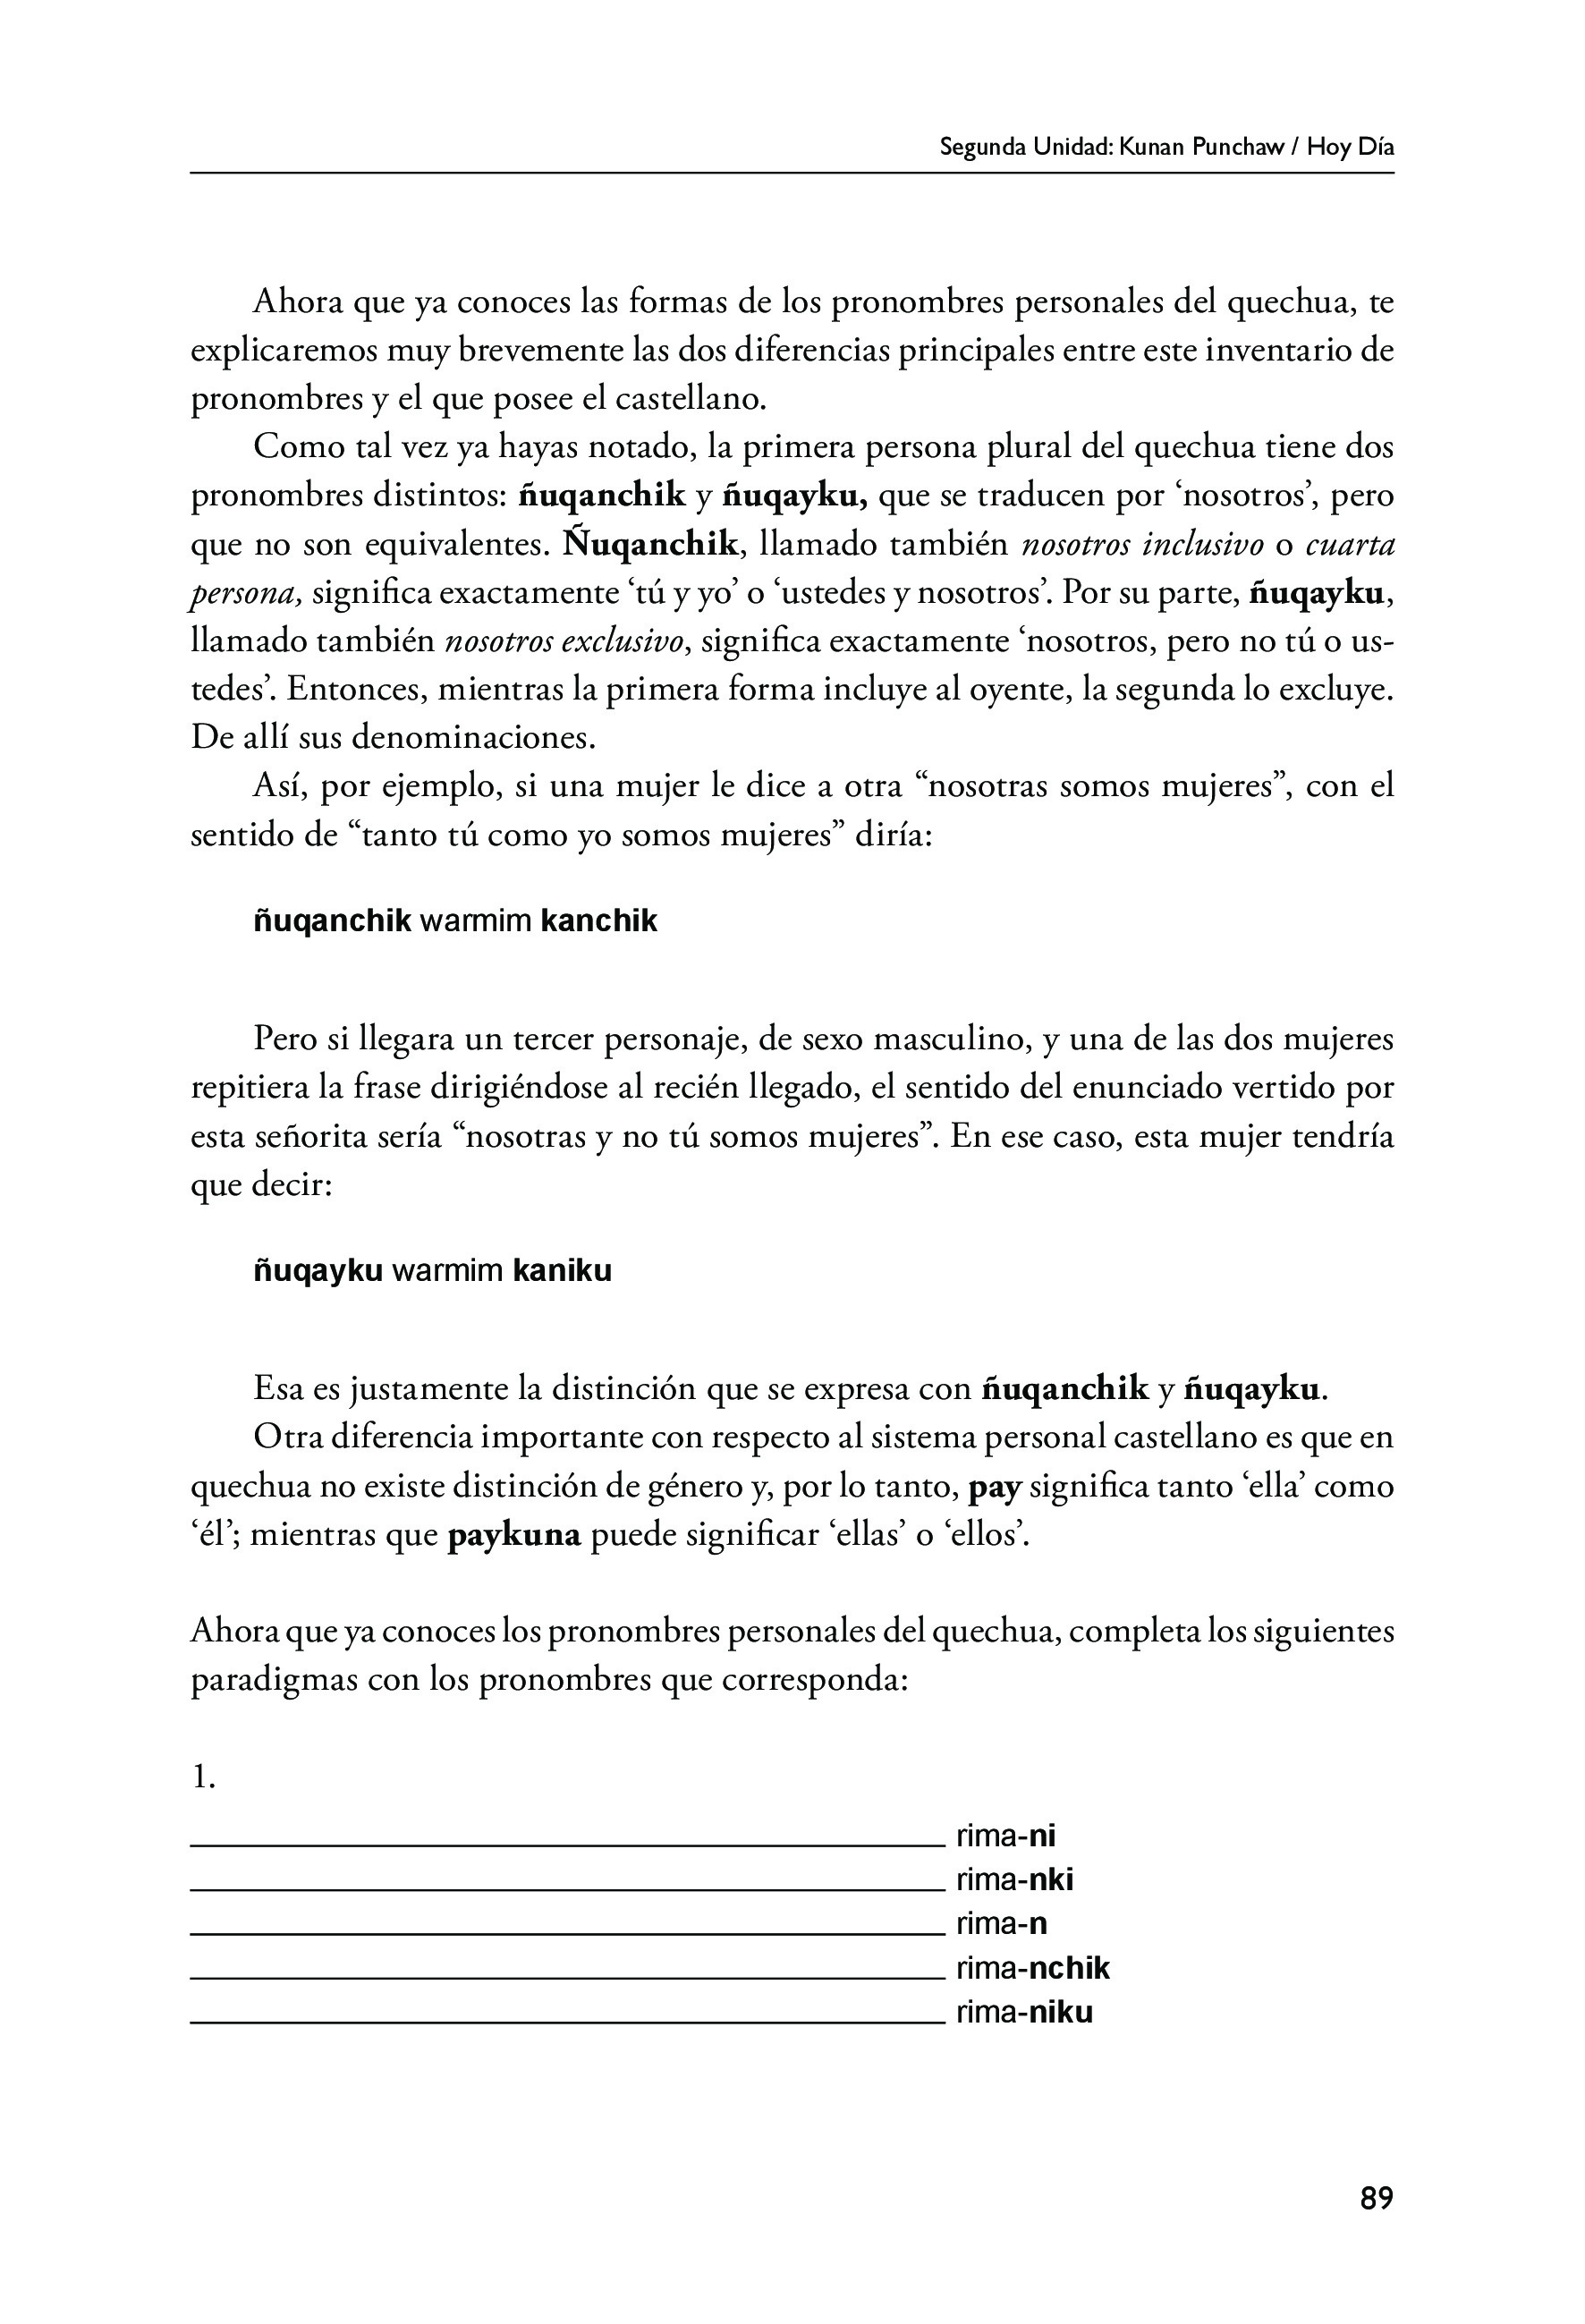 Segunda Unidad: Kunan Punchaw / Hoy Día
Ahora que ya conoces las formas de los pronombres personales del quechua, te
explicaremos muy brevemente las dos diferencias principales entre este inventario de
pronombres y el que posee el castellano.
Como tal vez ya hayas notado, la primera persona plural del quechua tiene dos
pronombres distintos: ñuqanchik y ñuqayku, que se traducen por ‘nosotros’, pero
que no son equivalentes. Ñuqanchik, llamado también nosotros inclusivo o cuarta
persona, significa exactamente ‘tú y yo’ o ‘ustedes y nosotros’. Por su parte, ñuqayku,
llamado también nosotros exclusivo, significa exactamente ‘nosotros, pero no tú o us-
tedes’. Entonces, mientras la primera forma incluye al oyente, la segunda lo excluye.
De allí sus denominaciones.
Así, por ejemplo, si una mujer le dice a otra “nosotras somos mujeres”, con el
sentido de “tanto tú como yo somos mujeres” diría:
ñuqanchik warmim kanchik
Pero si llegara un tercer personaje, de sexo masculino, y una de las dos mujeres
repitiera la frase dirigiéndose al recién llegado, el sentido del enunciado vertido por
esta señorita sería “nosotras y no tú somos mujeres”. En ese caso, esta mujer tendría
que decir:
ñuqayku warmim kaniku
Esa es justamente la distinción que se expresa con ñuqanchik y ñuqayku.
Otra diferencia importante con respecto al sistema personal castellano es que en
quechua no existe distinción de género y, por lo tanto, pay significa tanto ‘ella’ como
‘él’; mientras que paykuna puede significar ‘ellas’ o ‘ellos’.
Ahora que ya conoces los pronombres personales del quechua, completa los siguientes
paradigmas con los pronombres que corresponda:
1.
rima-ni
rima-nki
rima-n
rima-nchik
rima-niku
89